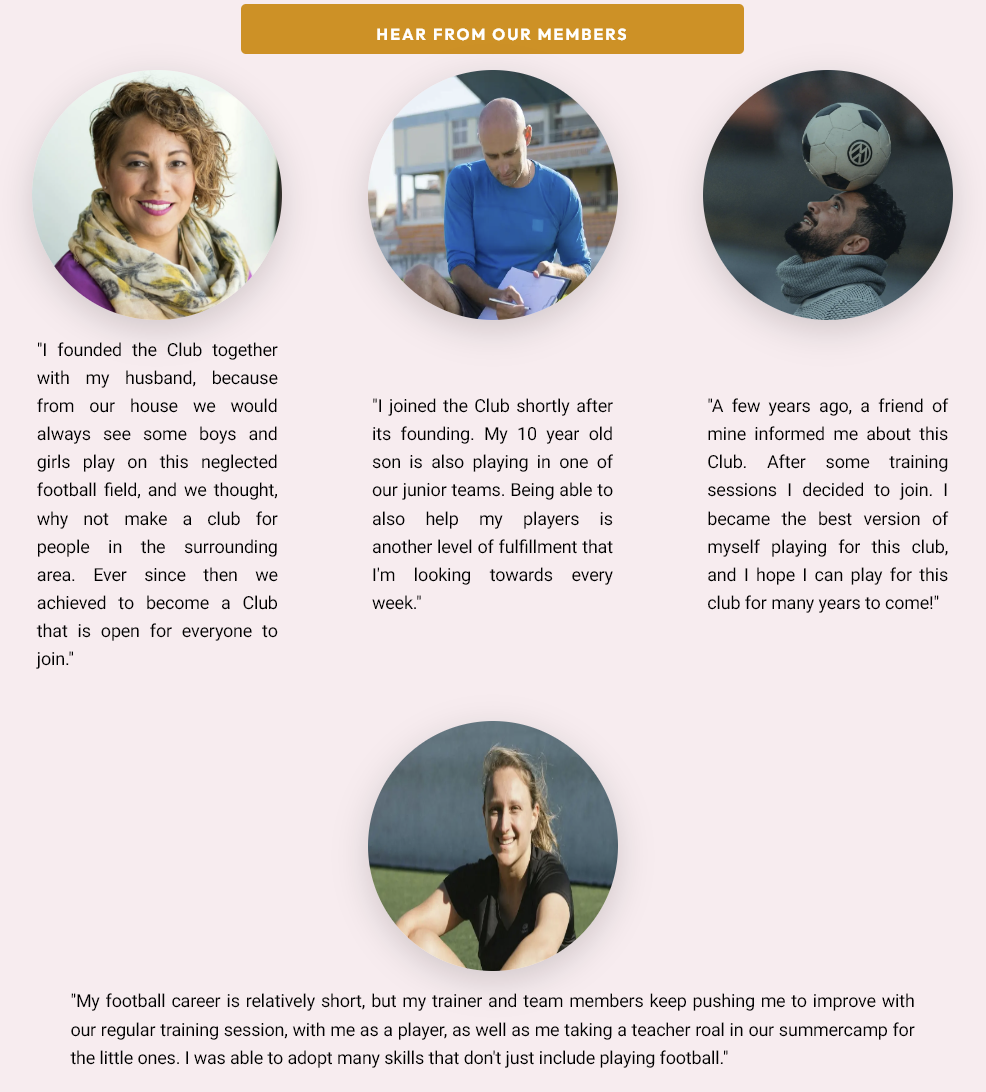 HEAR FROM OUR MEMBERS
"I founded the Club together
with my husband, because
from our house we would
always see some boys and
girls play on this neglected
football field, and we thought,
why not make a club for
people in the surrounding
area. Ever since then we
achieved to become a Club
that is open for everyone to
join."
"I joined the Club shortly after
its founding. My 10 year old
son is also playing in one of
our junior teams. Being able to
also help my players is
another level of fulfillment that
I'm looking towards every
week."
"A few years ago, a friend of
mine informed me about this
Club. After some training
sessions I decided to join. I
became the best version of
myself playing for this club,
and I hope I can play for this
club for many years to come!"
"My football career is relatively short, but my trainer and team members keep pushing me to improve with
our regular training session, with me as a player, as well as me taking a teacher roal in our summercamp for
the little ones. I was able to adopt many skills that don't just include playing football."